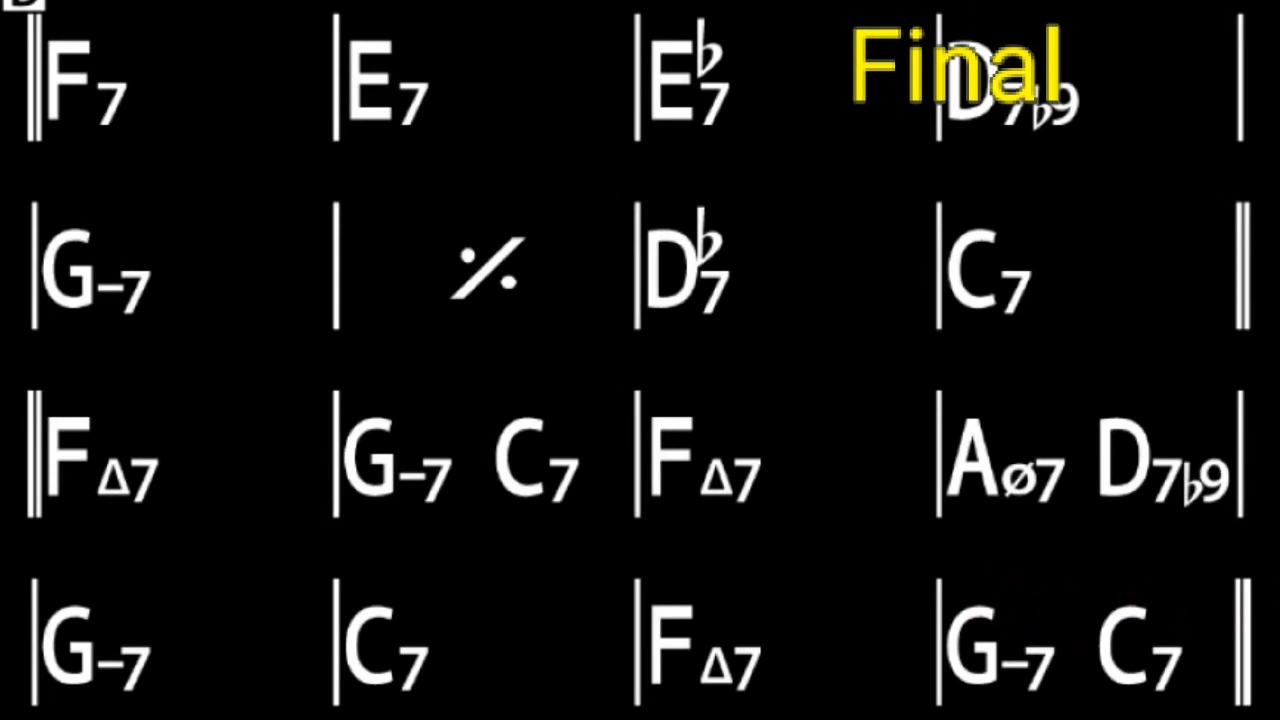 Final
F7 E7 E♭7 D7♭9
G-7 𝄎 D♭7 C7
FΔ7 G-7 C7 FΔ7 Aø7 D7♭9
G-7 C7 FΔ7 G-7 C7